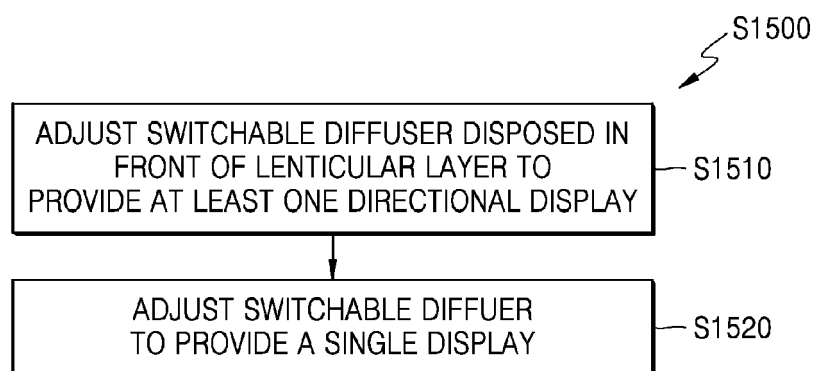 S1500
ADJUST SWITCHABLE DIFFUSER DISPOSED IN
FRONT OF LENTICULAR LAYER TO
PROVIDE AT LEAST ONE DIRECTIONAL DISPLAY
S1510
ADJUST SWITCHABLE DIFFUER
TO PROVIDE A SINGLE DISPLAY
S1520